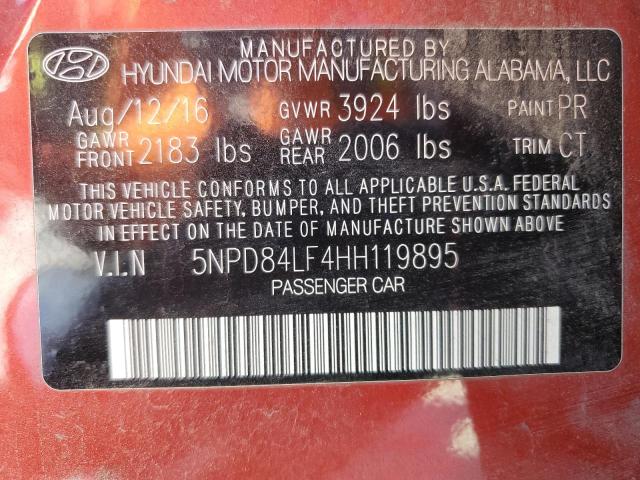 MANUFACTURED BY
HYUNDAI MOTOR MANUFACTURING ALABAMA, LLC
Aug/12/16 GVWR 3924 lbs PAINT PR
GAWR FRONT 2183 lbs GAWR REAR 2006 lbs TRIM CT
THIS VEHICLE CONFORMS TO ALL APPLICABLE U.S.A. FEDERAL
MOTOR VEHICLE SAFETY, BUMPER, AND THEFT PREVENTION STANDARDS
IN EFFECT ON THE DATE OF MANUFACTURE SHOWN ABOVE
V.I.N 5NPD84LF4HH119895
PASSENGER CAR